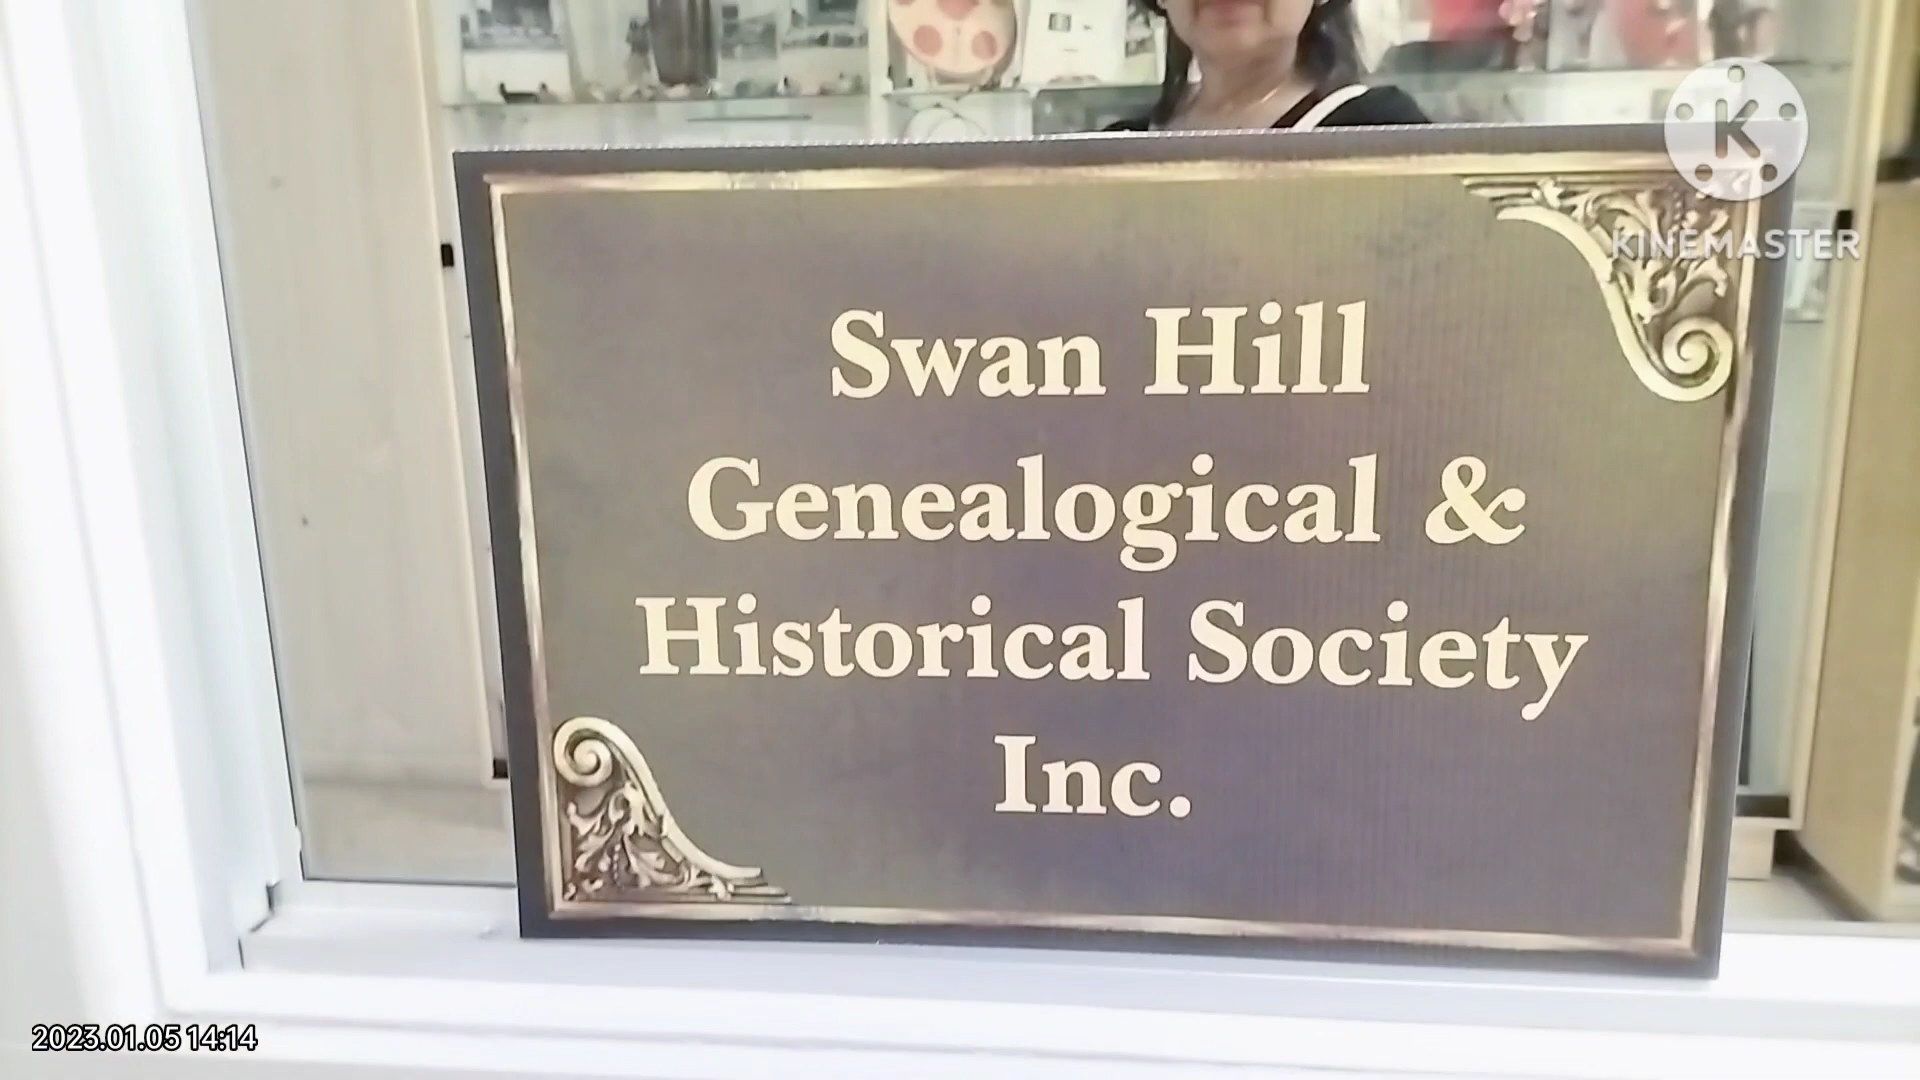 K
KINEMASTER
Swan Hill
Genealogical &
Historical Society
Inc.
2023.01.05 14:14